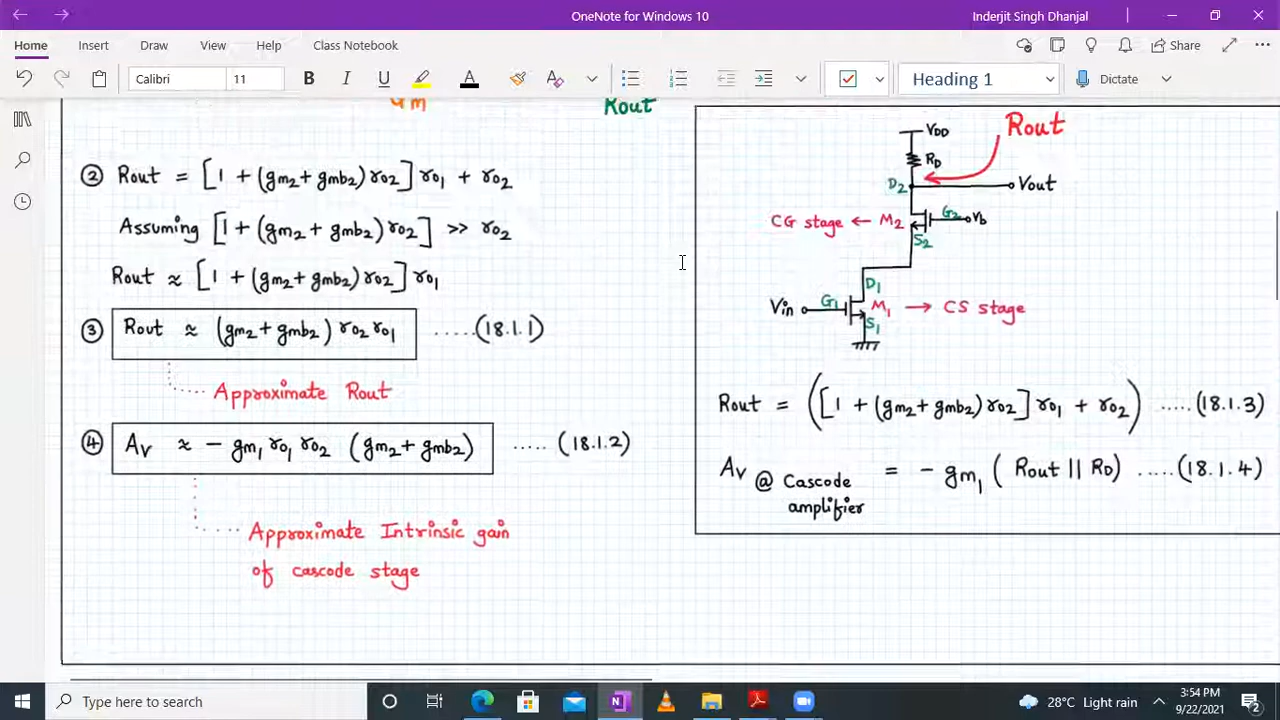 OneNote for Windows 10
Inderjit Singh Dhanjal
Home Insert Draw View Help Class Notebook
Share
Calibri 11 B I U A Heading 1 Dictate
Gm Rout
② Rout = [1 + (gm2 + gmb2) ro2] ro1 + ro2
Assuming [1 + (gm2 + gmb2) ro2] >> ro2
Rout ≈ [1 + (gm2 + gmb2) ro2] ro1
③ Rout ≈ (gm2 + gmb2) ro2 ro1 .....(18.1.1)
Approximate Rout
④ Av ≈ - gm1 ro1 ro2 (gm2 + gmb2) ..... (18.1.2)
Approximate Intrinsic gain
of cascode stage
VDD
Rout
RD
D2 Vout
CG stage ← M2 G2 Vb
S2
D1
Vin G1 M1 → CS stage
S1
Rout = ([1 + (gm2 + gmb2) ro2] ro1 + ro2) .....(18.1.3)
Av @ Cascode amplifier = - gm1 (Rout || RD) .....(18.1.4)
Type here to search
28°C Light rain
3:54 PM
9/22/2021
2